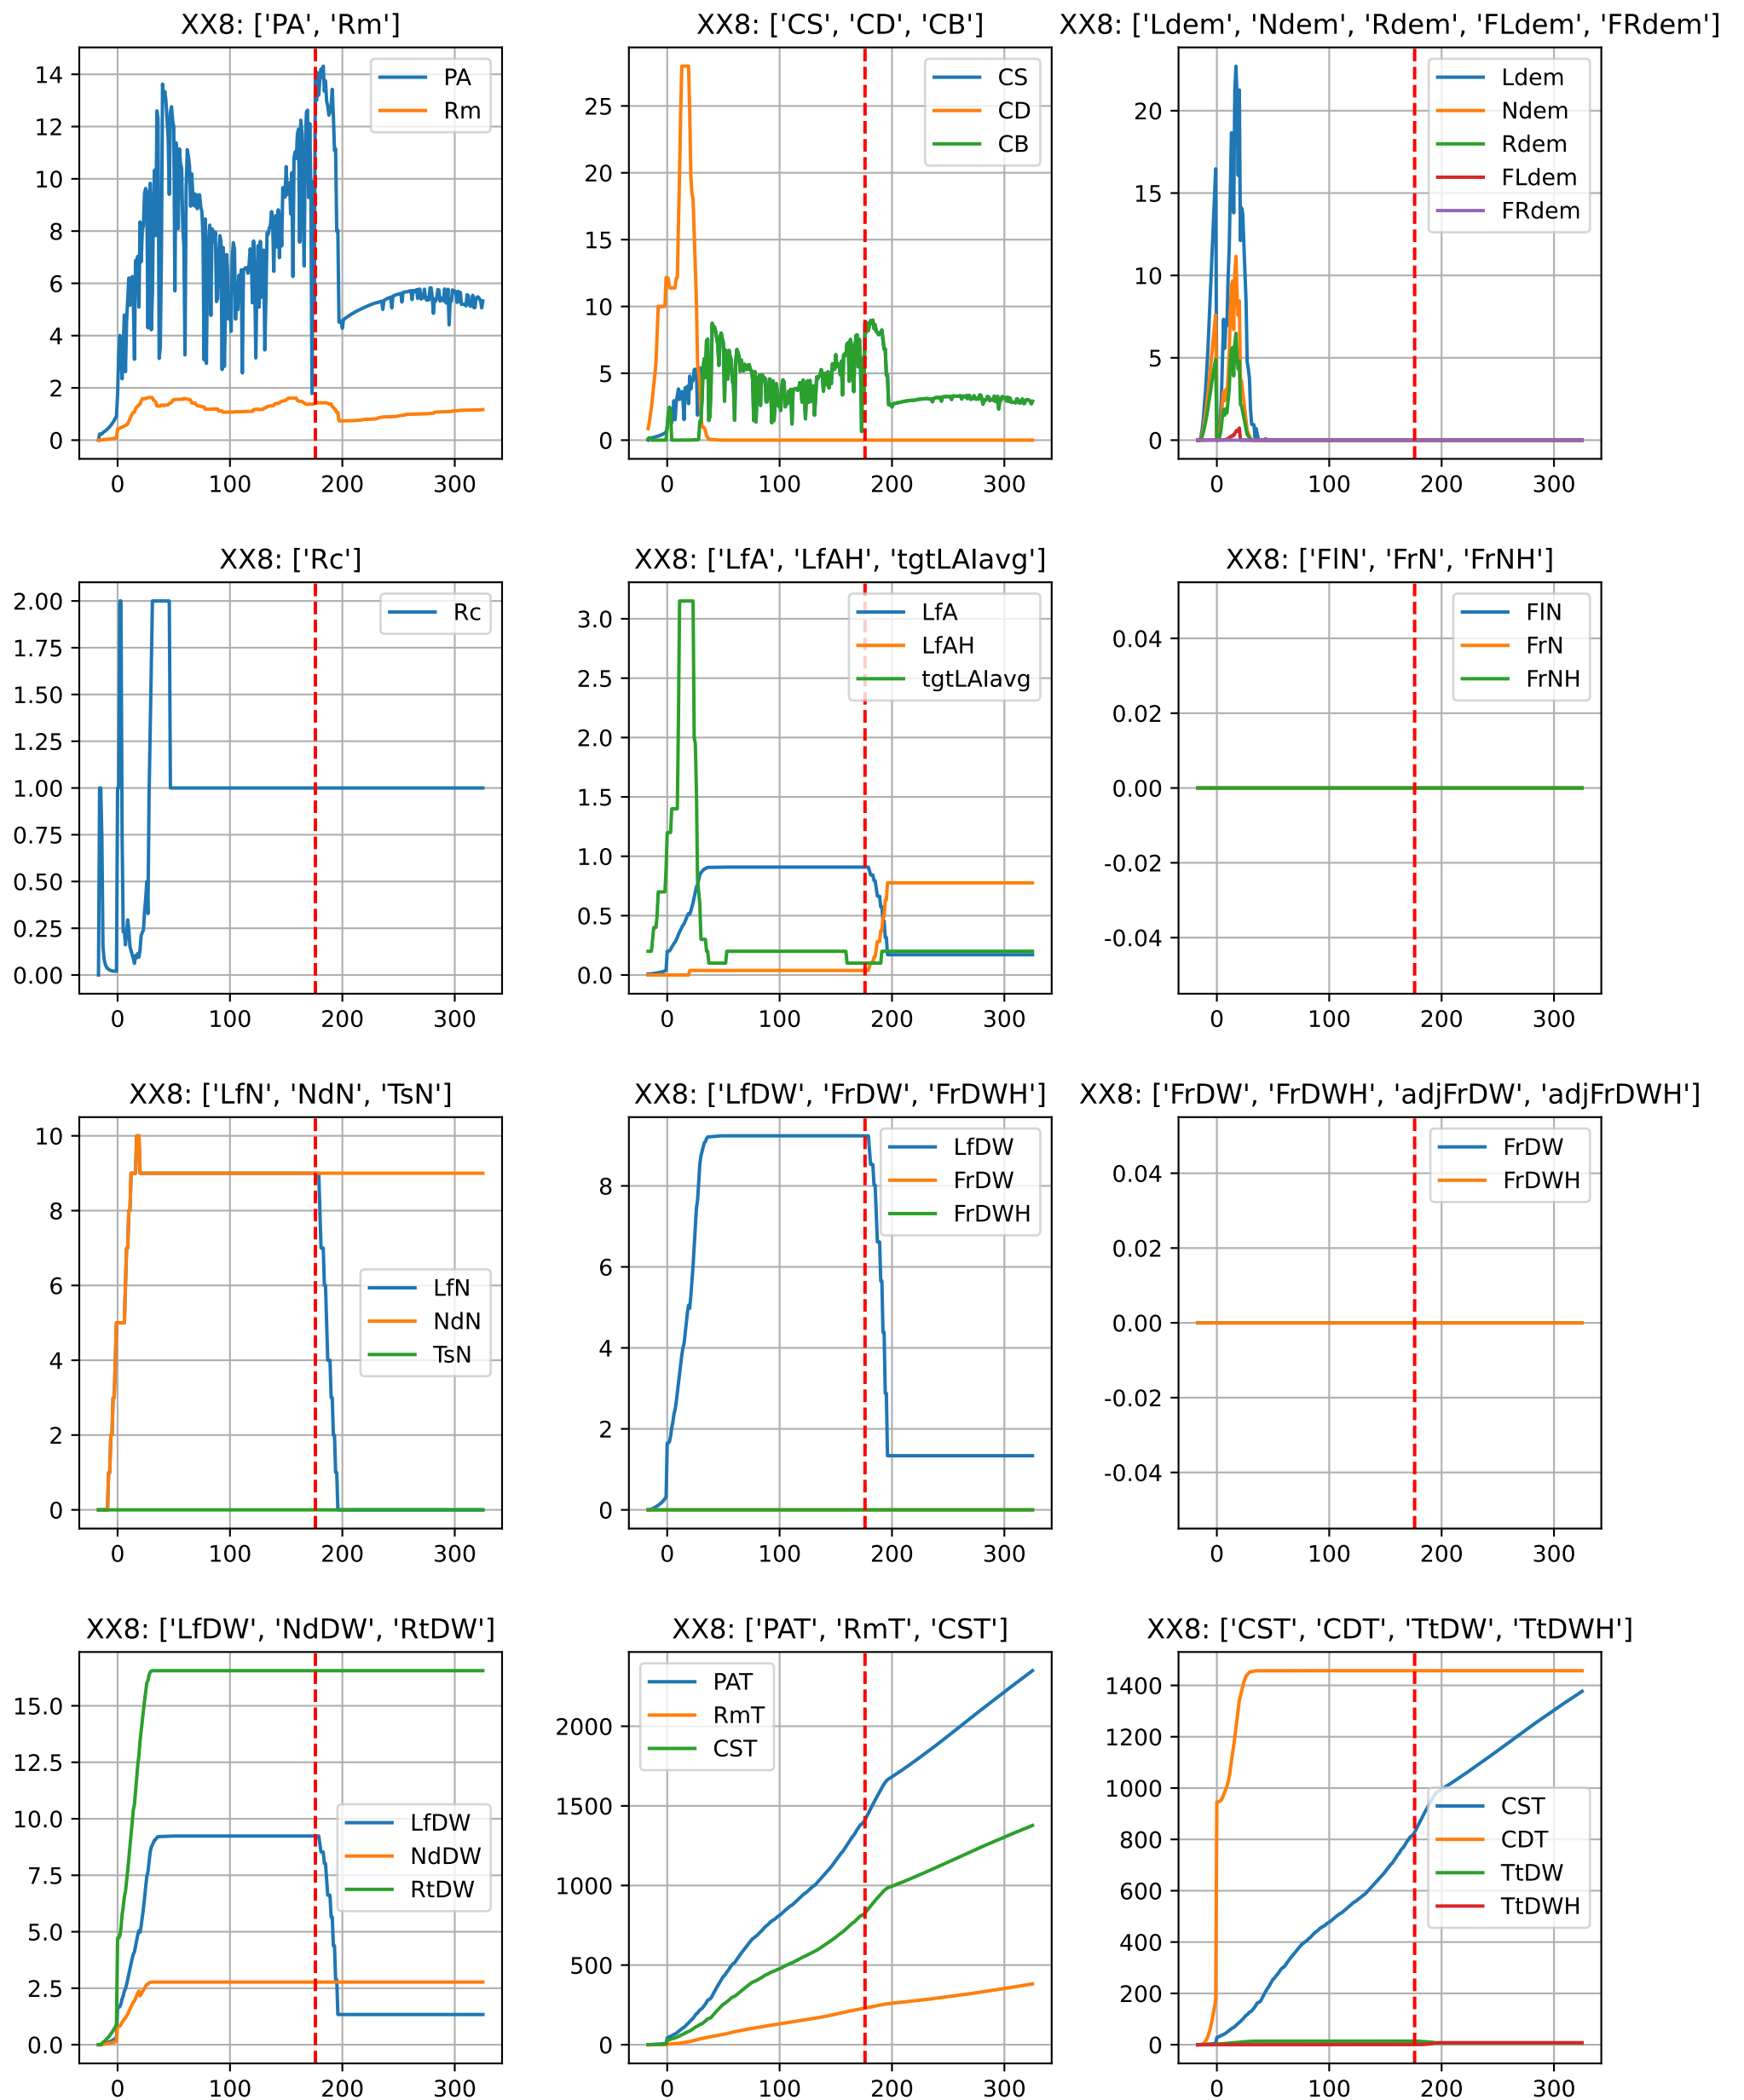 XX8: ['PA', 'Rm']
14
12
10
8
6
4
2
0
0 100 200 300
PA
Rm
XX8: ['CS', 'CD', 'CB']
25
20
15
10
5
0
0 100 200 300
CS
CD
CB
XX8: ['Ldem', 'Ndem', 'Rdem', 'FLdem', 'FRdem']
20
15
10
5
0
0 100 200 300
Ldem
Ndem
Rdem
FLdem
FRdem
XX8: ['Rc']
2.00
1.75
1.50
1.25
1.00
0.75
0.50
0.25
0.00
0 100 200 300
Rc
XX8: ['LfA', 'LfAH', 'tgtLAIavg']
3.0
2.5
2.0
1.5
1.0
0.5
0.0
0 100 200 300
LfA
LfAH
tgtLAIavg
XX8: ['FlN', 'FrN', 'FrNH']
0.04
0.02
0.00
-0.02
-0.04
0 100 200 300
FlN
FrN
FrNH
XX8: ['LfN', 'NdN', 'TsN']
10
8
6
4
2
0
0 100 200 300
LfN
NdN
TsN
XX8: ['LfDW', 'FrDW', 'FrDWH']
8
6
4
2
0
0 100 200 300
LfDW
FrDW
FrDWH
XX8: ['FrDW', 'FrDWH', 'adjFrDW', 'adjFrDWH']
0.04
0.02
0.00
-0.02
-0.04
0 100 200 300
FrDW
FrDWH
XX8: ['LfDW', 'NdDW', 'RtDW']
15.0
12.5
10.0
7.5
5.0
2.5
0.0
0 100 200 300
LfDW
NdDW
RtDW
XX8: ['PAT', 'RmT', 'CST']
2000
1500
1000
500
0
0 100 200 300
PAT
RmT
CST
XX8: ['CST', 'CDT', 'TtDW', 'TtDWH']
1400
1200
1000
800
600
400
200
0
0 100 200 300
CST
CDT
TtDW
TtDWH